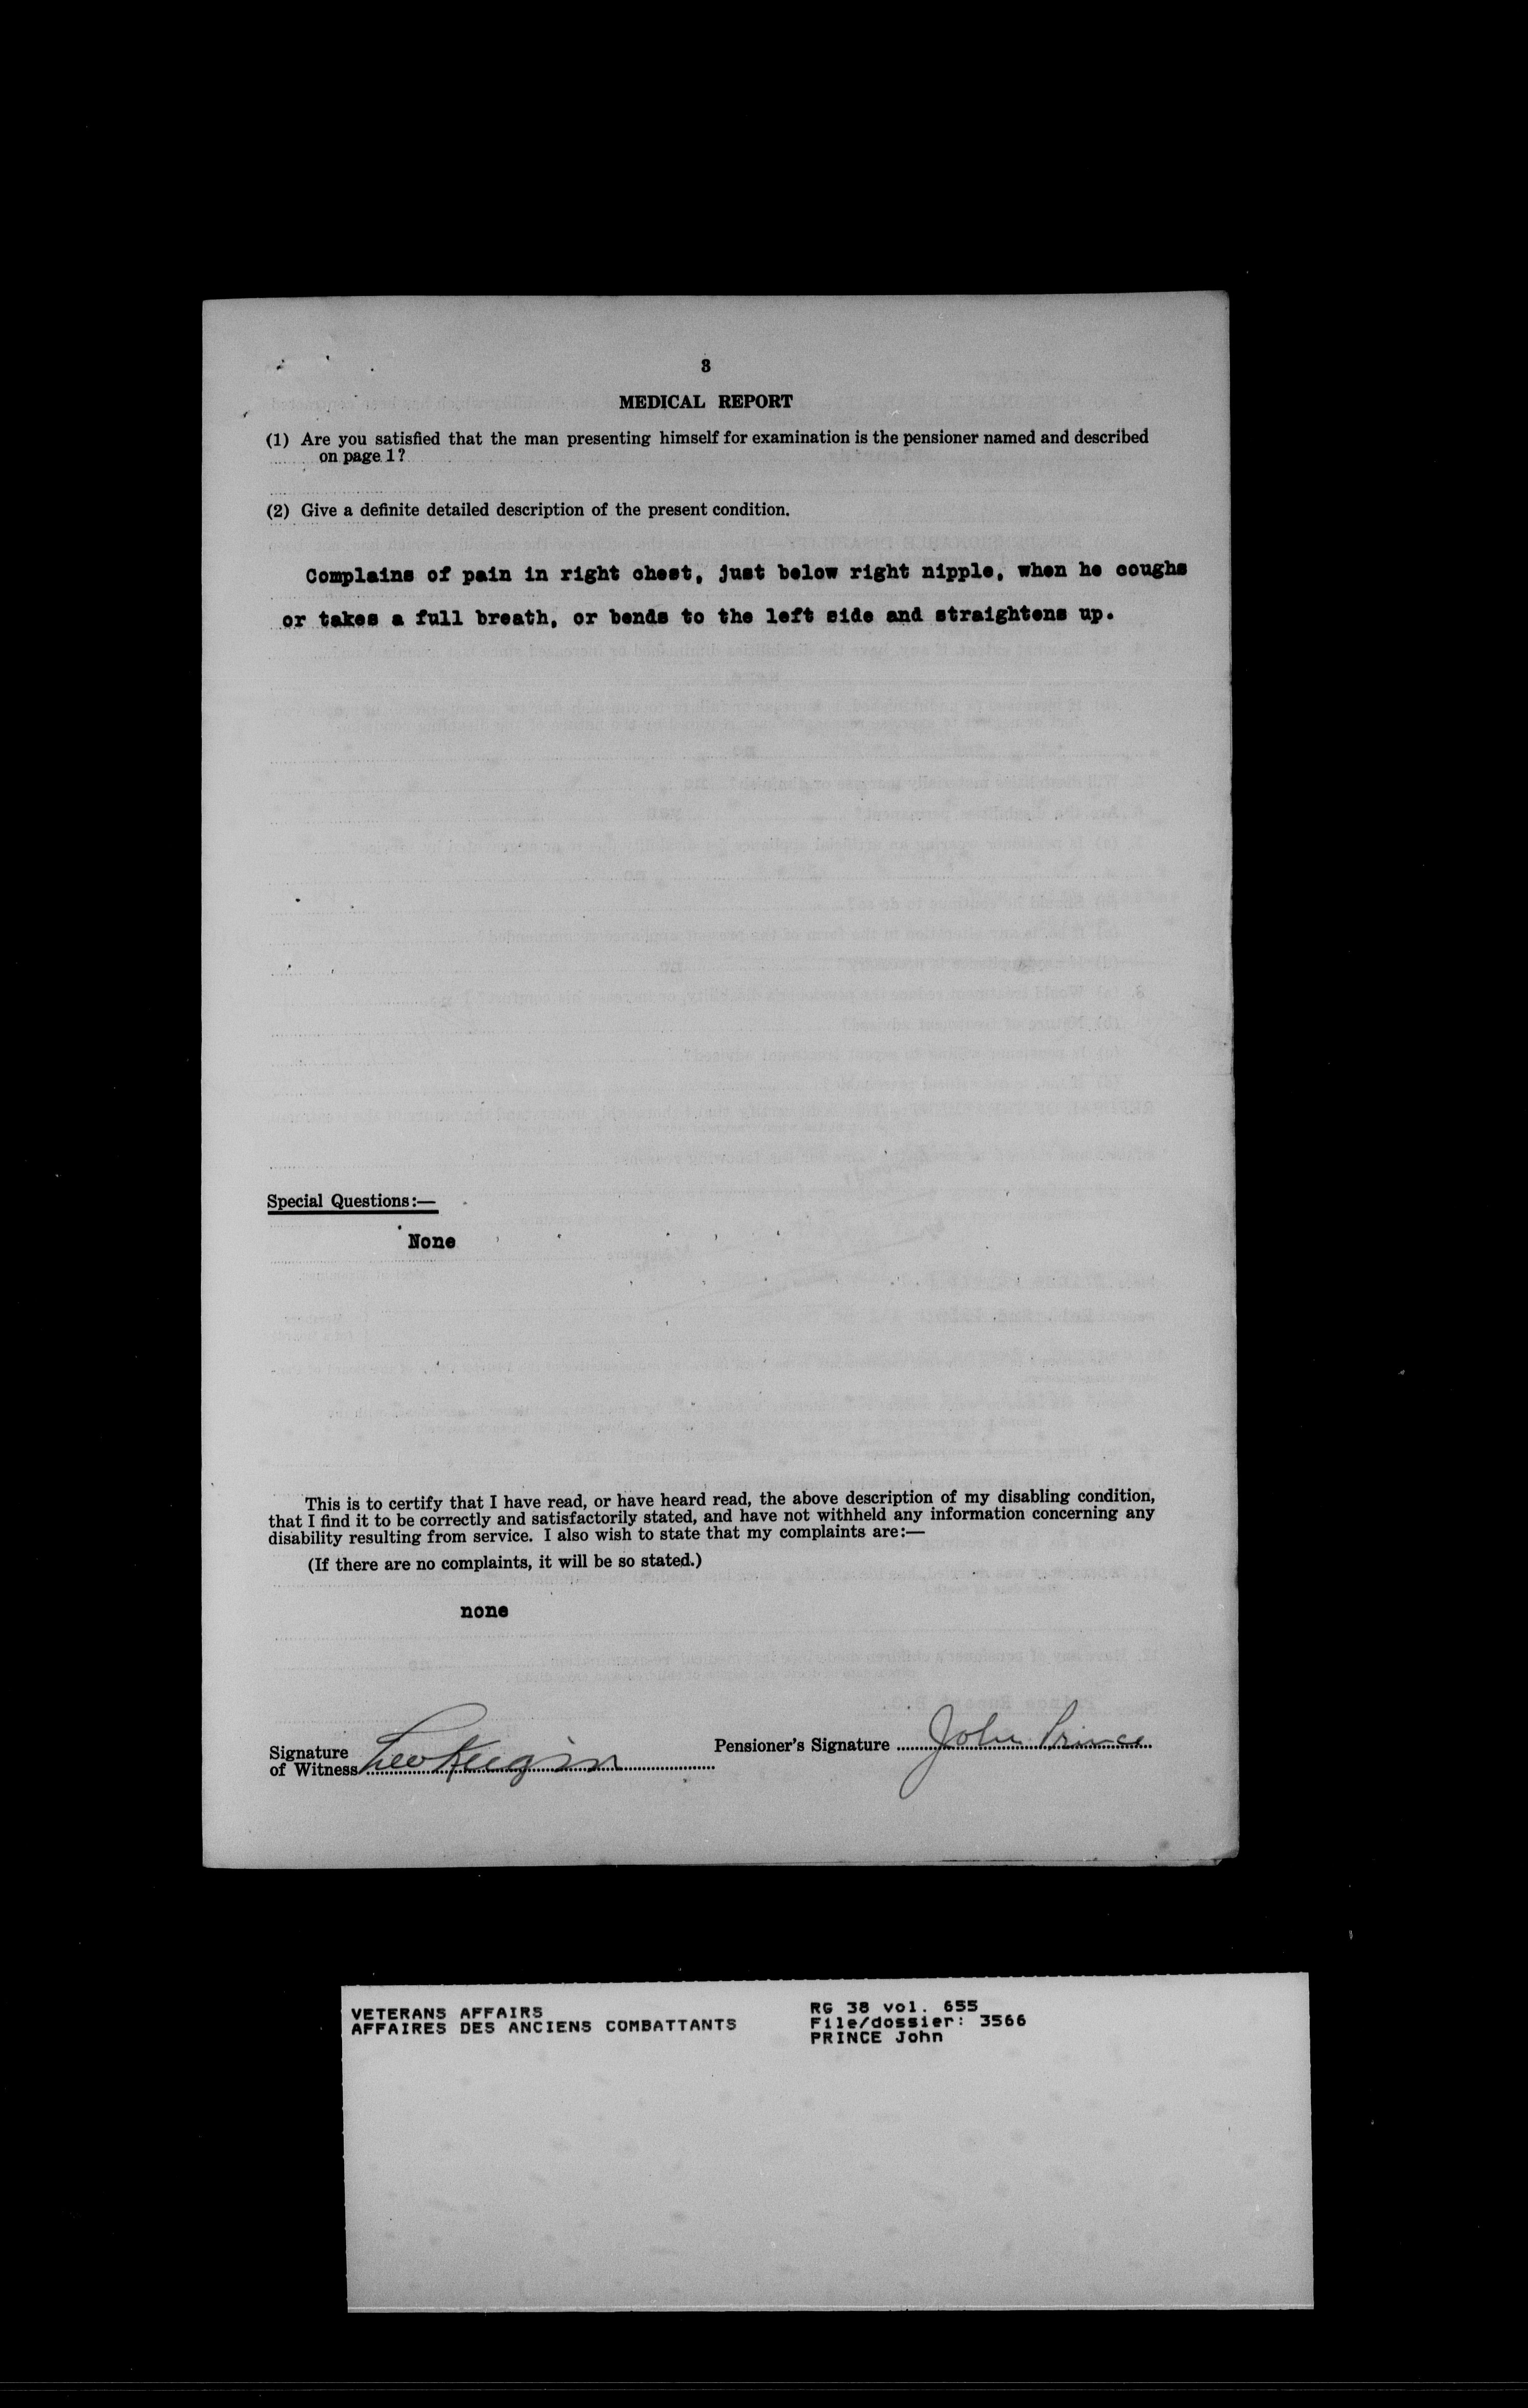 3
MEDICAL REPORT
(1) Are you satisfied that the man presenting himself for examination is the pensioner named and described
on page 1?
(2) Give a definite detailed description of the present condition.
Complains of pain in right chest, just below right nipple, when he coughs
or takes a full breath, or bends to the left side and straightens up.
Special Questions:—
None
This is to certify that I have read, or have heard read, the above description of my disabling condition,
that I find it to be correctly and satisfactorily stated, and have not withheld any information concerning any
disability resulting from service. I also wish to state that my complaints are:—
(If there are no complaints, it will be so stated.)
none
Signature
of Witness
Pensioner's Signature John Prince
VETERANS AFFAIRS
AFFAIRES DES ANCIENS COMBATTANTS
RG 38 vol. 655
File/dossier: 3566
PRINCE John